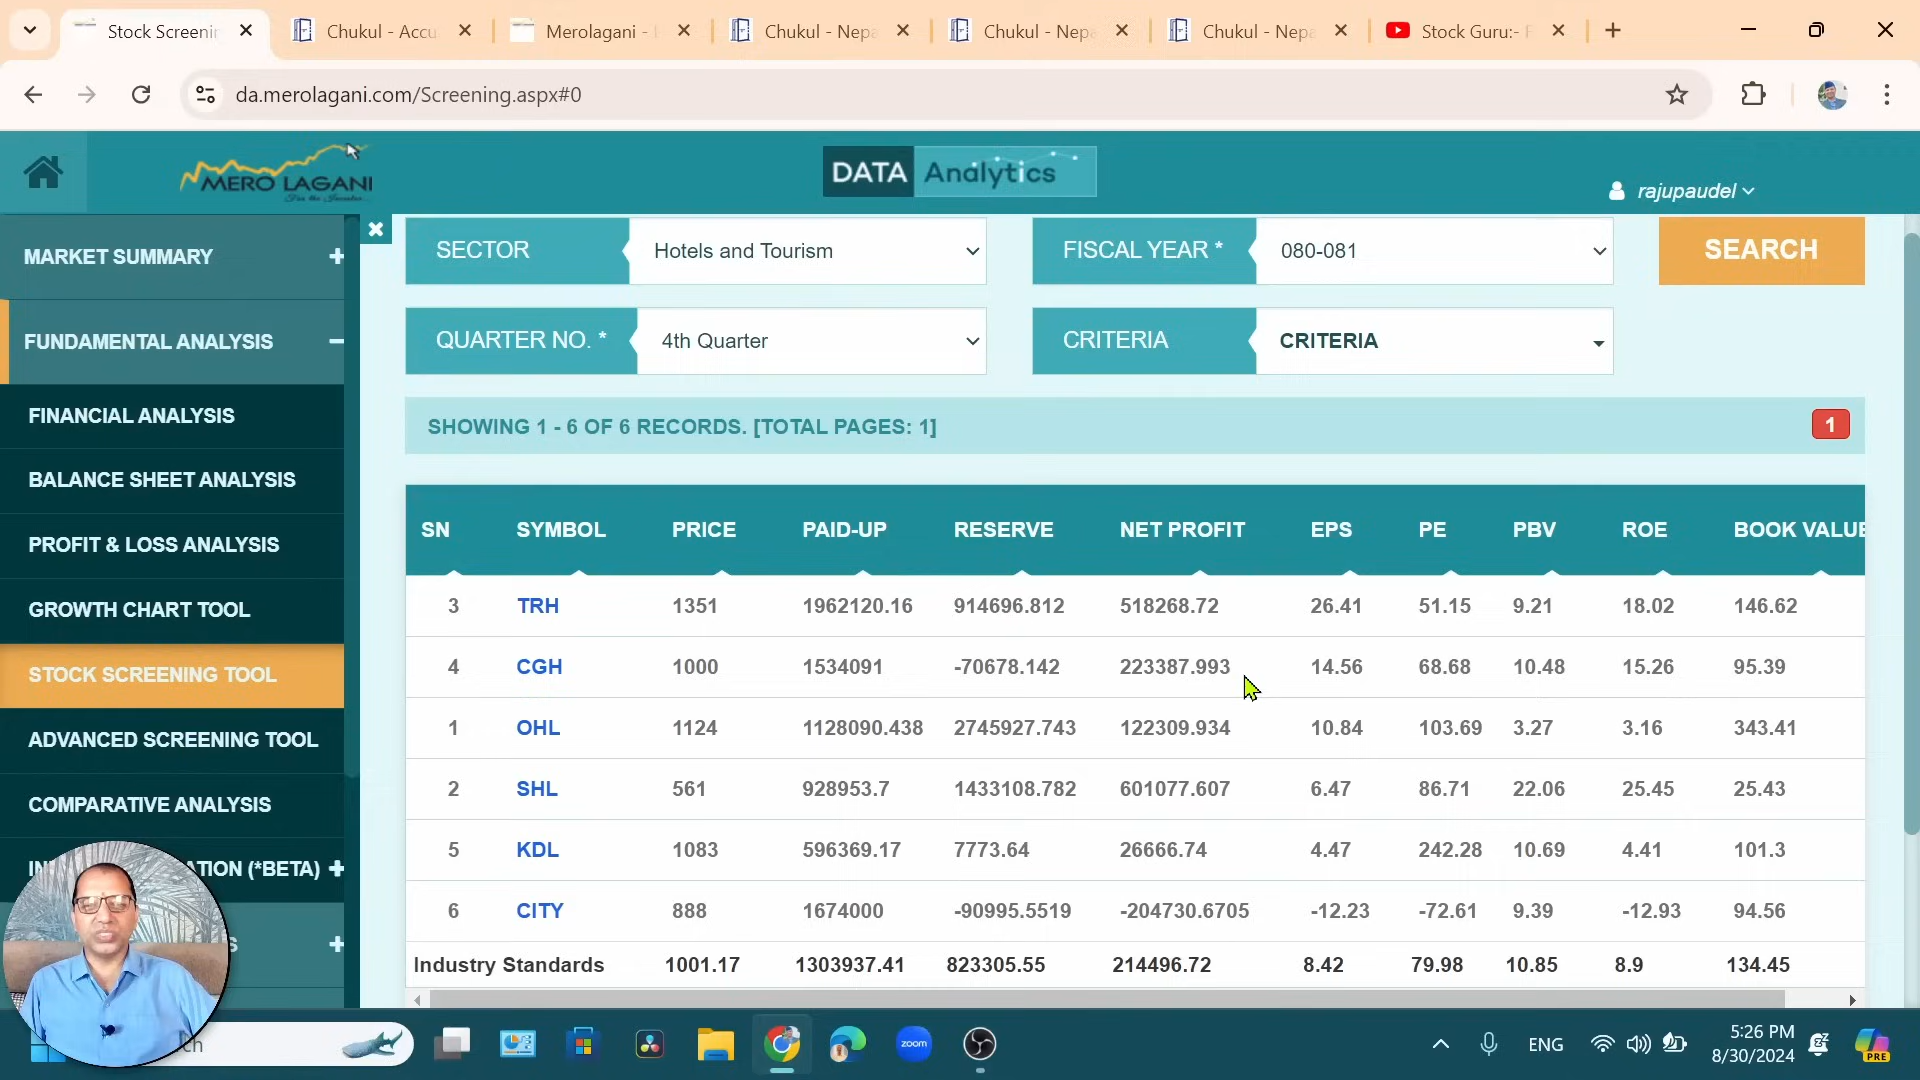 Stock Screenin
Chukul - Accu
Merolagani -
Chukul - Nepa
Chukul - Nepa
Chukul - Nepa
Stock Guru:-
da.merolagani.com/Screening.aspx#0
MERO LAGANI
DATA Analytics
rajupaudel
MARKET SUMMARY
FUNDAMENTAL ANALYSIS
FINANCIAL ANALYSIS
BALANCE SHEET ANALYSIS
PROFIT & LOSS ANALYSIS
GROWTH CHART TOOL
STOCK SCREENING TOOL
ADVANCED SCREENING TOOL
COMPARATIVE ANALYSIS
ATION (*BETA)
SECTOR Hotels and Tourism FISCAL YEAR * 080-081 SEARCH
QUARTER NO. * 4th Quarter CRITERIA CRITERIA
SHOWING 1 - 6 OF 6 RECORDS. [TOTAL PAGES: 1] 1
SN SYMBOL PRICE PAID-UP RESERVE NET PROFIT EPS PE PBV ROE BOOK VALUE
3 TRH 1351 1962120.16 914696.812 518268.72 26.41 51.15 9.21 18.02 146.62
4 CGH 1000 1534091 -70678.142 223387.993 14.56 68.68 10.48 15.26 95.39
1 OHL 1124 1128090.438 2745927.743 122309.934 10.84 103.69 3.27 3.16 343.41
2 SHL 561 928953.7 1433108.782 601077.607 6.47 86.71 22.06 25.45 25.43
5 KDL 1083 596369.17 7773.64 26666.74 4.47 242.28 10.69 4.41 101.3
6 CITY 888 1674000 -90995.5519 -204730.6705 -12.23 -72.61 9.39 -12.93 94.56
Industry Standards 1001.17 1303937.41 823305.55 214496.72 8.42 79.98 10.85 8.9 134.45
zoom
ENG
5:26 PM
8/30/2024
PRE